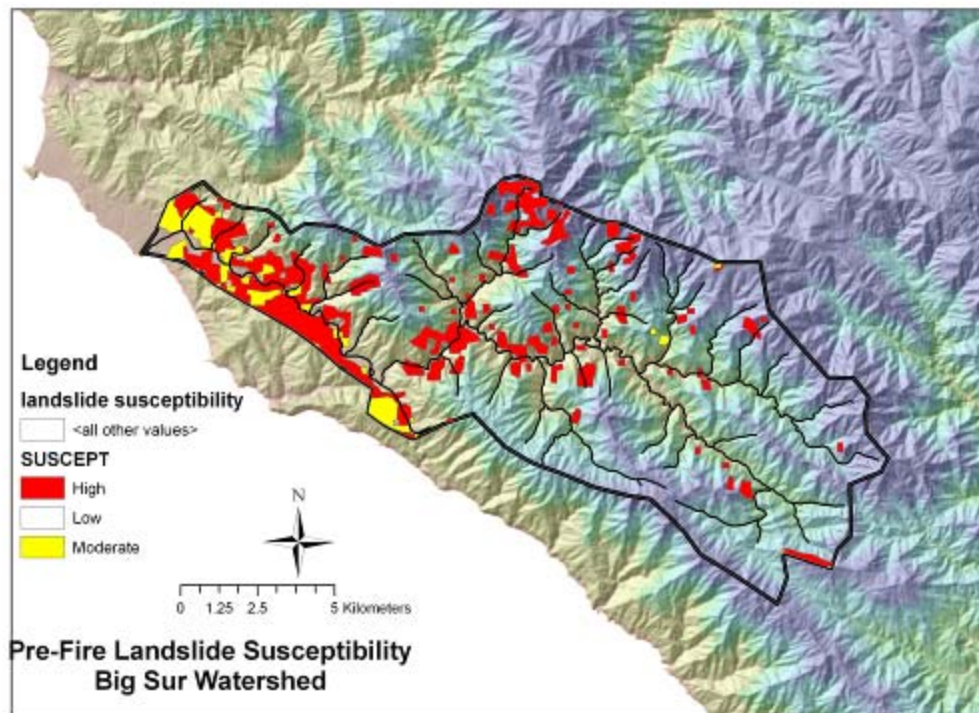 Legend
landslide susceptibility
<all other values>
SUSCEPT
High
Low
Moderate
N
0 1.25 2.5 5 Kilometers
Pre-Fire Landslide Susceptibility
Big Sur Watershed